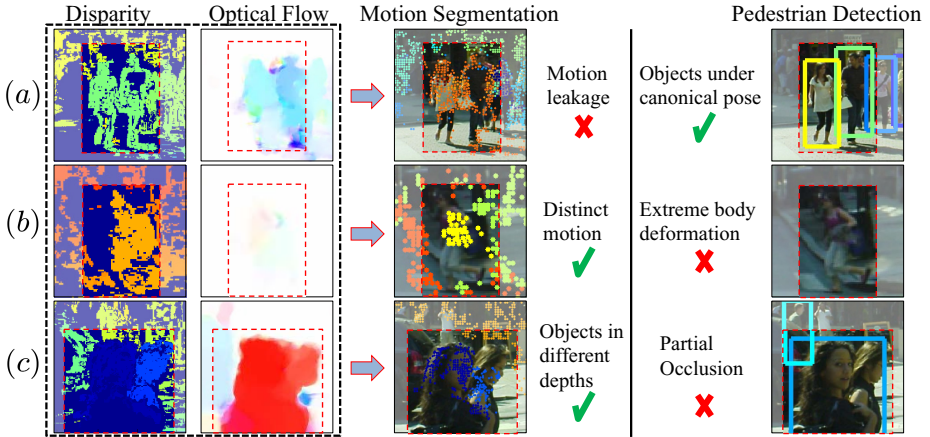 Disparity
Optical Flow
Motion Segmentation
Pedestrian Detection
(a)
Motion
leakage
Objects under
canonical pose
(b)
Distinct
motion
Extreme body
deformation
(c)
Objects in
different
depths
Partial
Occlusion